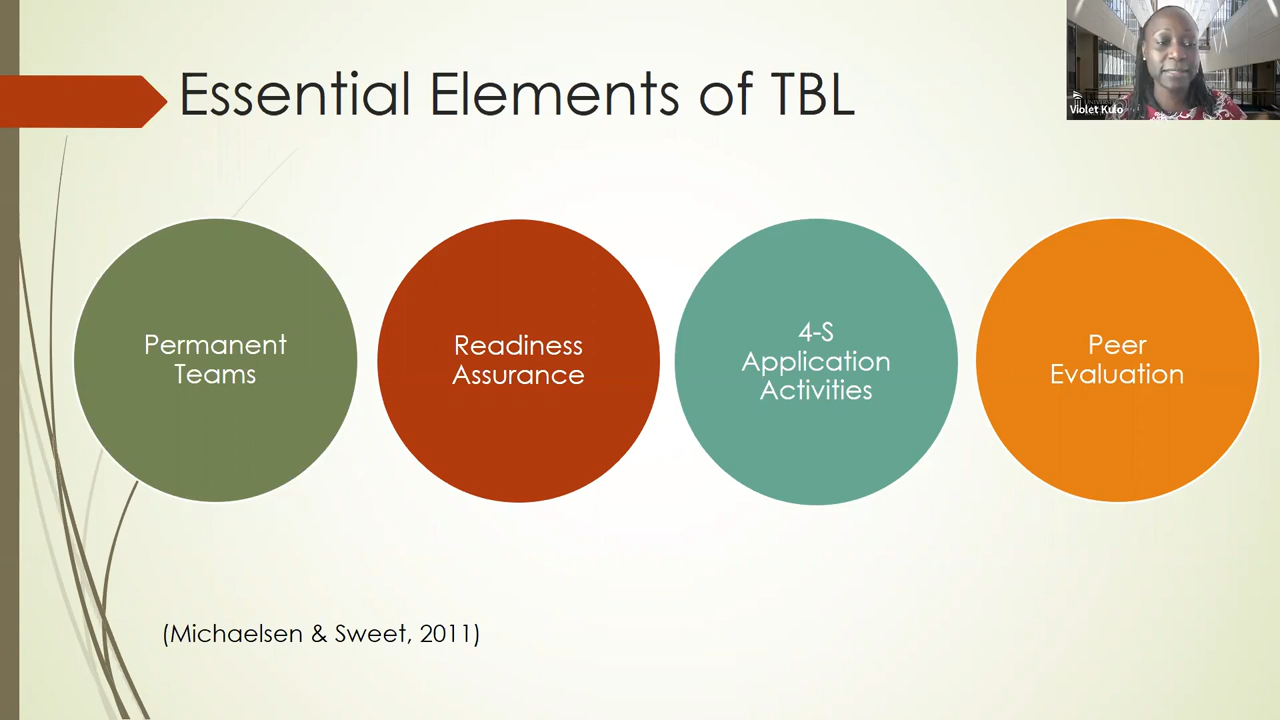 Essential Elements of TBL
Violet Kulo
Permanent
Teams
Readiness
Assurance
4-S
Application
Activities
Peer
Evaluation
(Michaelsen & Sweet, 2011)